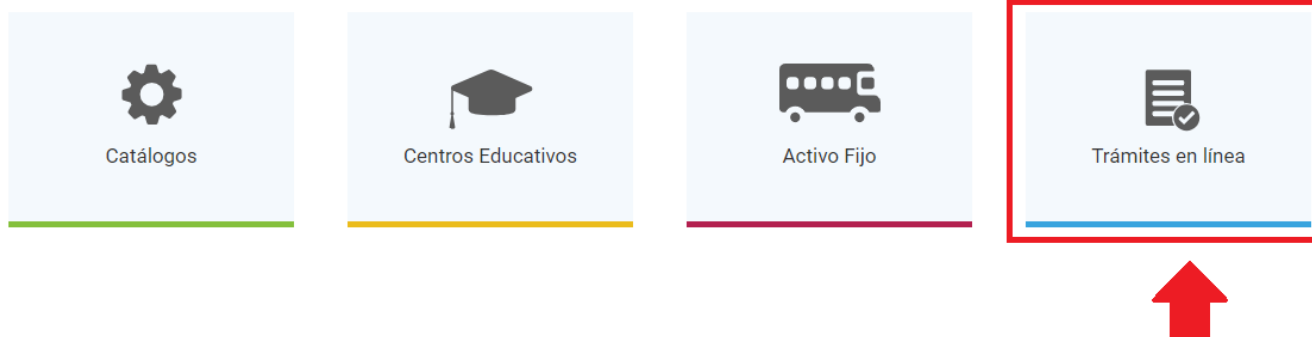 Catálogos
Centros Educativos
Activo Fijo
Trámites en línea